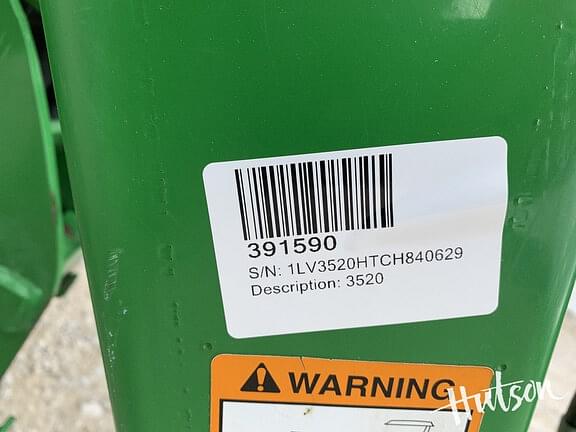 391590
S/N: 1LV3520HTCH840629
Description: 3520
WARNING
Hutson